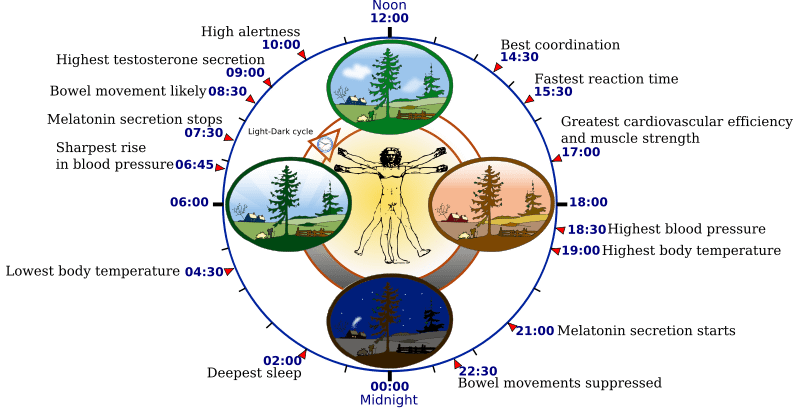 Noon
12:00
High alertness
10:00
Highest testosterone secretion
09:00
Bowel movement likely 08:30
Melatonin secretion stops
07:30
Sharpest rise
in blood pressure 06:45
06:00
Lowest body temperature 04:30
02:00
Deepest sleep
00:00
Midnight
Light-Dark cycle
Best coordination
14:30
Fastest reaction time
15:30
Greatest cardiovascular efficiency
and muscle strength
17:00
18:00
18:30 Highest blood pressure
19:00 Highest body temperature
21:00 Melatonin secretion starts
22:30
Bowel movements suppressed